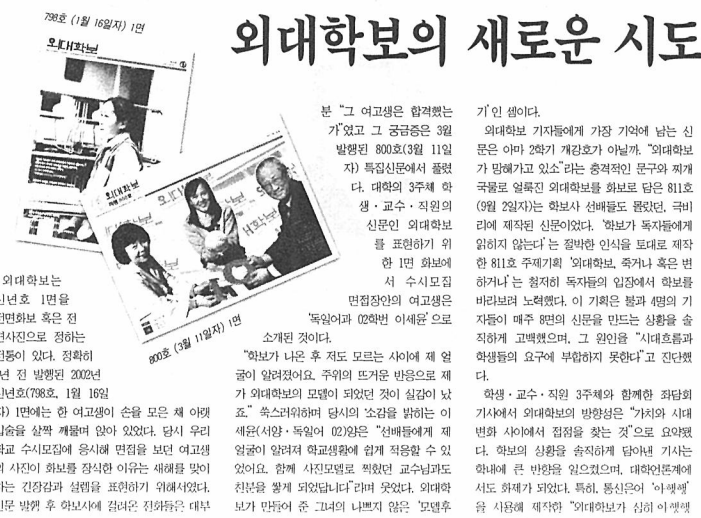 798호 (1월 16일자) 1면
외대학보의 새로운 시도
외대학보
외대학보
800호 (3월 11일자) 1면
외대학보는
신년호 1면을
전면화보 혹은 전
면사진으로 정하는
전통이 있다. 정확히
년 전 발행된 2002년
신년호(798호, 1월 16일
자) 1면에는 한 여고생이 손을 모은 채 아랫
입술을 살짝 깨물며 앉아 있었다. 당시 우리
학교 수시모집에 응시해 면접을 보던 여고생
의 사진이 화보를 장식한 이유는 새해를 맞이
하는 긴장감과 설렘을 표현하기 위해서였다.
신문 발행 후 학보사에 걸려온 전화들은 대부
분 “그 여고생은 합격했는
가”였고 그 궁금증은 3월
발행된 800호(3월 11일
자) 특집신문에서 풀렸
다. 대학의 3주체 학
생·교수·직원의
신문인 외대학보
를 표현하기 위
한 1면 화보에
서 수시모집
면접장안의 여고생은
‘독일어과 02학번 이세윤’으로
소개된 것이다.
“학보가 나온 후 저도 모르는 사이에 제 얼
굴이 알려졌어요. 주위의 뜨거운 반응으로 제
가 외대학보의 모델이 되었던 것이 실감이 났
죠.” 쑥스러워하며 당시의 소감을 밝히는 이
세윤(서양·독일어 02)양은 “선배들에게 제
얼굴이 알려져 학교생활에 쉽게 적응할 수 있
었어요. 함께 사진모델로 찍혔던 교수님과도
친분을 쌓게 되었답니다”라며 웃었다. 외대학
보가 만들어 준 그녀의 나쁘지 않은 ‘모델후
기’인 셈이다.
외대학보 기자들에게 가장 기억에 남는 신
문은 아마 2학기 개강호가 아닐까. “외대학보
가 망해가고 있소”라는 충격적인 문구와 찌개
국물로 얼룩진 외대학보를 화보로 담은 811호
(9월 2일자)는 학보사 선배들도 몰랐던, 극비
리에 제작된 신문이었다. ‘학보가 독자들에게
읽히지 않는다’는 절박한 인식을 토대로 제작
한 811호 주제기획 ‘외대학보, 죽거나 혹은 변
하거나’는 철저히 독자들의 입장에서 학보를
바라보려 노력했다. 이 기획은 불과 4명의 기
자들이 매주 8면의 신문을 만드는 상황을 솔
직하게 고백했으며, 그 원인을 “시대흐름과
학생들의 요구에 부합하지 못한다”고 진단했
다.
학생·교수·직원 3주체와 함께한 좌담회
기사에서 외대학보의 방향성은 “가치와 시대
변화 사이에서 접점을 찾는 것”으로 요약됐
다. 학보의 상황을 솔직하게 담아낸 기사는
학내에 큰 반향을 일으켰으며, 대학언론계에
서도 화제가 되었다. 특히, 통신은어 ‘아햏햏’
을 사용해 제작한 “외대학보가 심히 아햏햏